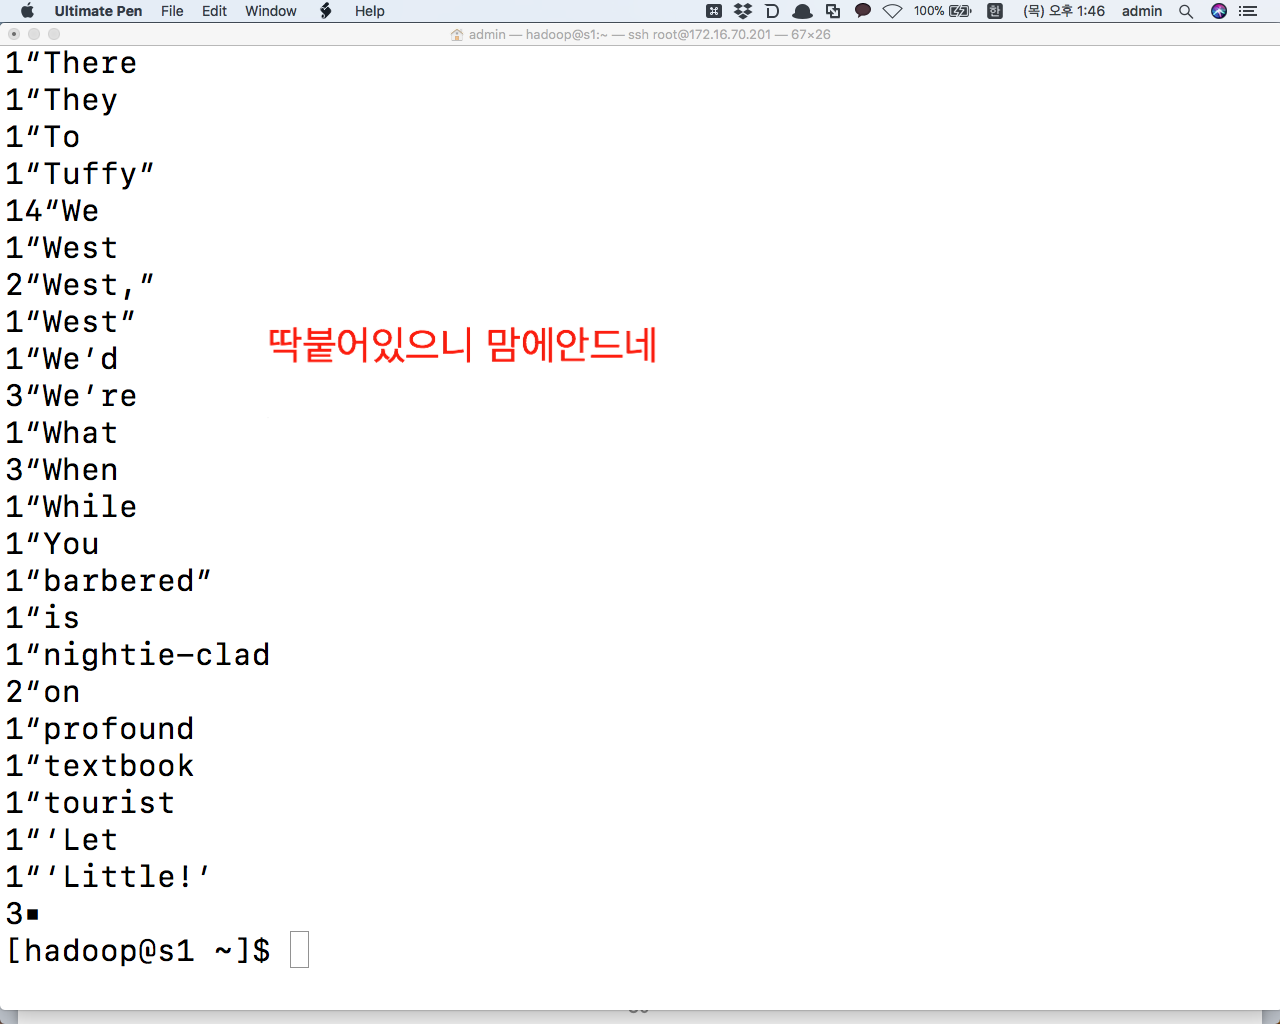 Ultimate Pen File Edit Window Help 100% 한 (목) 오후 1:46 admin
admin — hadoop@s1:~ — ssh root@172.16.70.201 — 67×26
1“There
1“They
1“To
1“Tuffy”
14“We
1“West
2“West,”
1“West”
딱붙어있으니 맘에안드네
1“We’d
3“We’re
1“What
3“When
1“While
1“You
1“barbered”
1“is
1“nightie-clad
2“on
1“profound
1“textbook
1“tourist
1“‘Let
1“‘Little!’
3▪
[hadoop@s1 ~]$